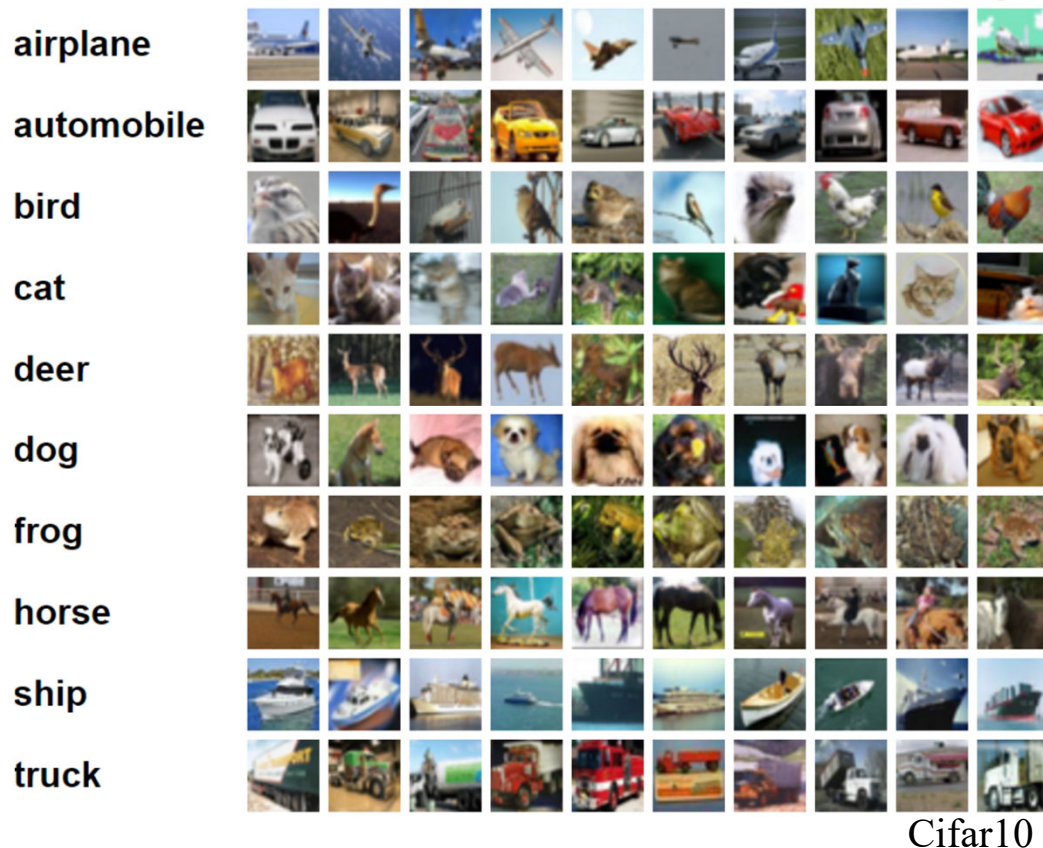 airplane
automobile
bird
cat
deer
dog
frog
horse
ship
truck
Cifar10